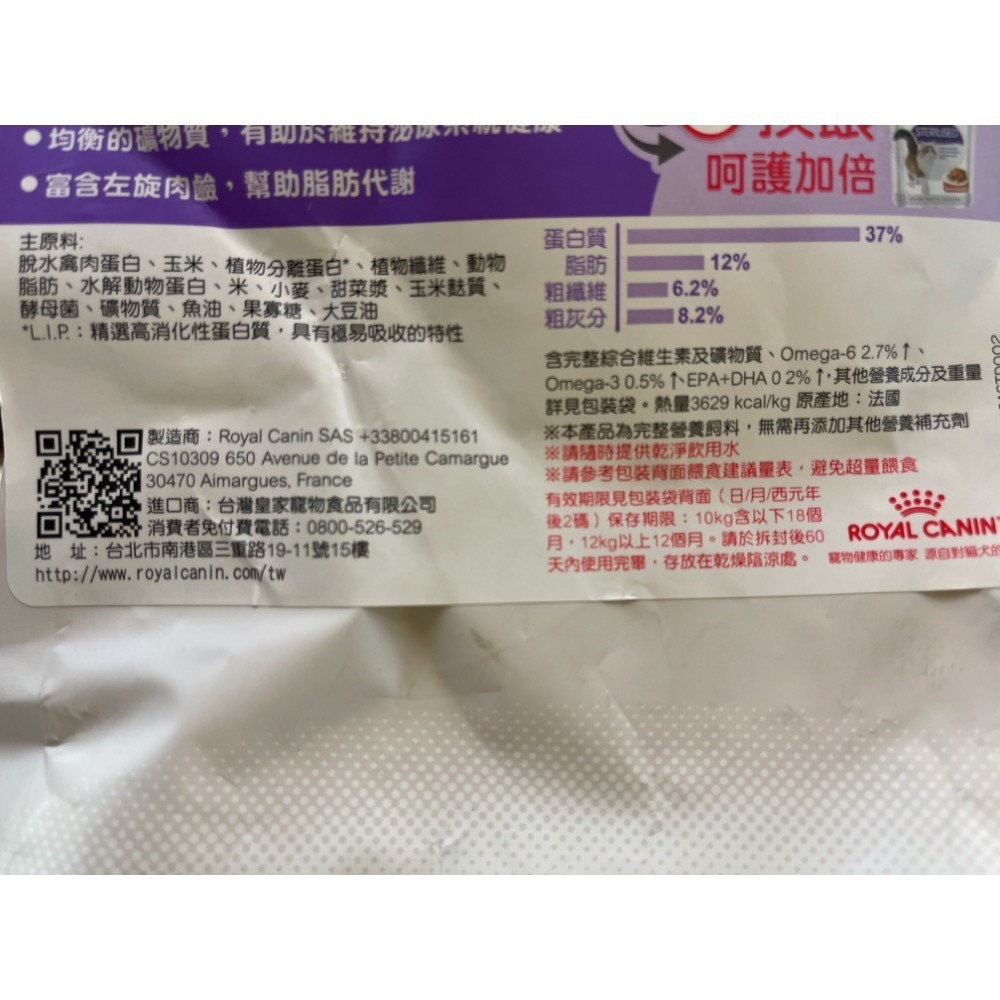 ●均衡的礦物質，有助於維持泌尿系統健康
●富含左旋肉鹼，幫助脂肪代謝
呵護加倍
STERILISED
主原料:
脫水禽肉蛋白、玉米、植物分離蛋白*、植物纖維、動物
脂肪、水解動物蛋白、米、小麥、甜菜漿、玉米麩質、
酵母菌、礦物質、魚油、果寡糖、大豆油
*L.I.P.：精選高消化性蛋白質，具有極易吸收的特性
蛋白質 37%
脂肪 12%
粗纖維 6.2%
粗灰分 8.2%
含完整綜合維生素及礦物質、Omega-6 2.7%↑、
Omega-3 0.5%↑、EPA+DHA 0 2%↑，其他營養成分及重量
詳見包裝袋。熱量3629 kcal/kg 原產地：法國
※本產品為完整營養飼料，無需再添加其他營養補充劑
※請隨時提供乾淨飲用水
※請參考包裝背面餵食建議量表，避免超量餵食
有效期限見包裝袋背面（日/月/西元年
後2碼）保存期限：10kg含以下18個
月，12kg以上12個月。請於拆封後60
天內使用完畢，存放在乾燥陰涼處。
ROYAL CANIN
寵物健康的專家 源自對貓犬的
製造商：Royal Canin SAS +33800415161
CS10309 650 Avenue de la Petite Camargue
30470 Aimargues, France
進口商：台灣皇家寵物食品有限公司
消費者免付費電話：0800-526-529
地 址：台北市南港區三重路19-11號15樓
http://www.royalcanin.com/tw